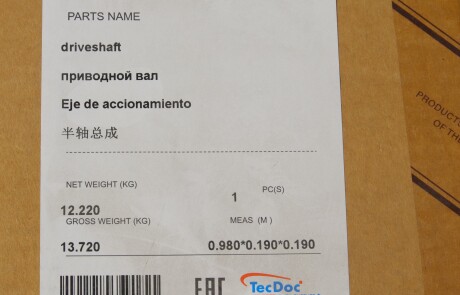 PARTS NAME
driveshaft
приводной вал
Eje de accionamiento
半轴总成
NET WEIGHT (KG)
1 PC(S)
12.220
GROSS WEIGHT (KG) MEAS (M)
13.720 0.980*0.190*0.190
EAC TecDoc
PRODUCTS
OF THE